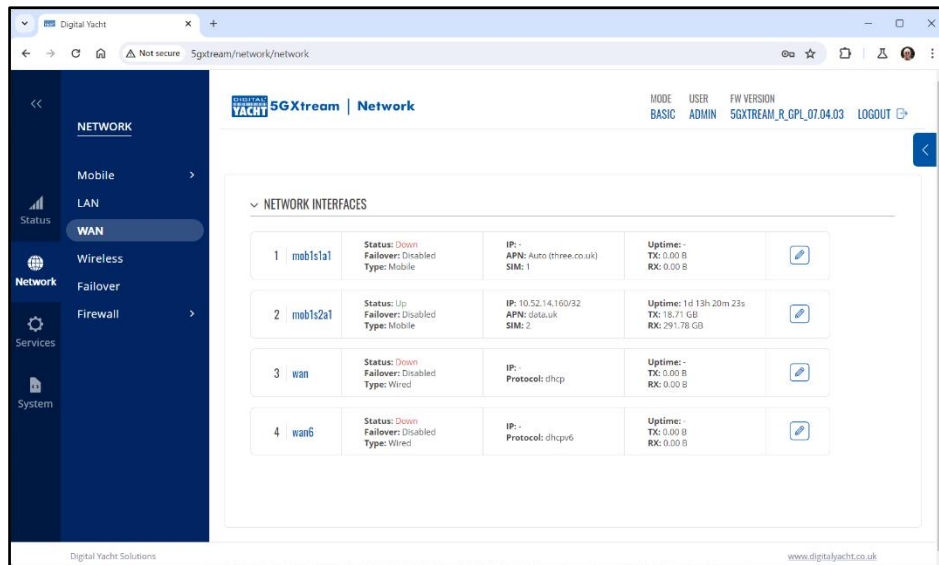 Digital Yacht
Not secure 5gxtream/network/network
<<
NETWORK
Mobile
LAN
WAN
Wireless
Failover
Firewall
Status
Network
Services
System
DIGITAL YACHT 5GXtream | Network
MODE USER FW VERSION
BASIC ADMIN 5GXTREAM_R_GPL_07.04.03 LOGOUT
NETWORK INTERFACES
1 mob1s1a1
Status: Down
Failover: Disabled
Type: Mobile
IP: -
APN: Auto (three.co.uk)
SIM: 1
Uptime: -
TX: 0.00 B
RX: 0.00 B
2 mob1s2a1
Status: Up
Failover: Disabled
Type: Mobile
IP: 10.52.14.160/32
APN: data.uk
SIM: 2
Uptime: 1d 13h 20m 23s
TX: 18.71 GB
RX: 291.78 GB
3 wan
Status: Down
Failover: Disabled
Type: Wired
IP: -
Protocol: dhcp
Uptime: -
TX: 0.00 B
RX: 0.00 B
4 wan6
Status: Down
Failover: Disabled
Type: Wired
IP: -
Protocol: dhcpv6
Uptime: -
TX: 0.00 B
RX: 0.00 B
Digital Yacht Solutions
www.digitalyacht.co.uk